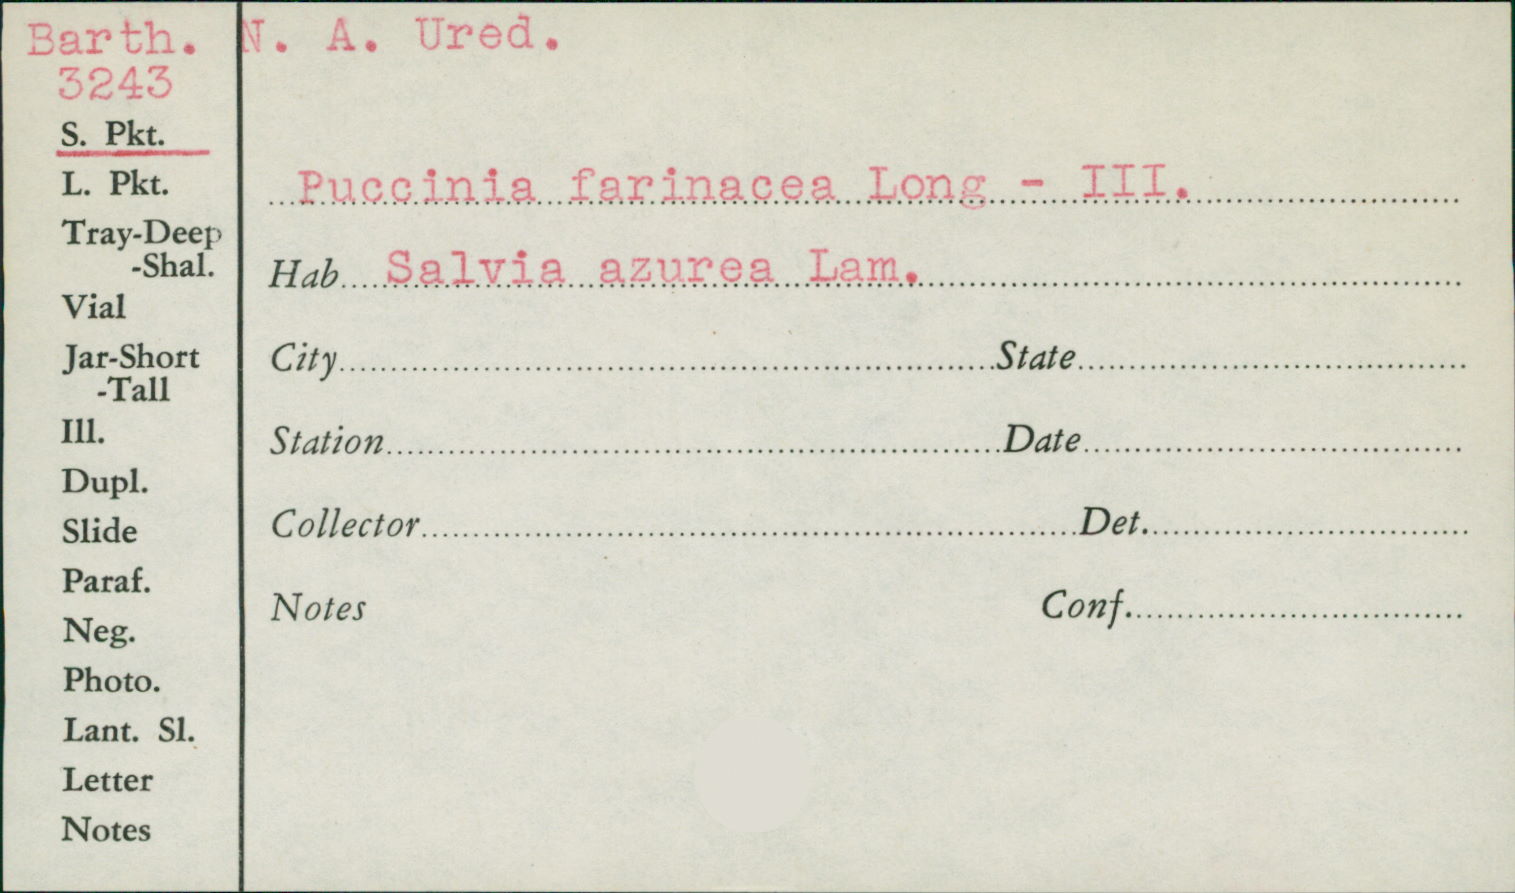 Barth. N. A. Ured.
3243
S. Pkt.
L. Pkt.
Tray-Deep
-Shal.
Vial
Jar-Short
-Tall
Ill.
Dupl.
Slide
Paraf.
Neg.
Photo.
Lant. Sl.
Letter
Notes
Puccinia farinacea Long - III.
Hab Salvia azurea Lam.
City State
Station Date
Collector Det.
Notes Conf.